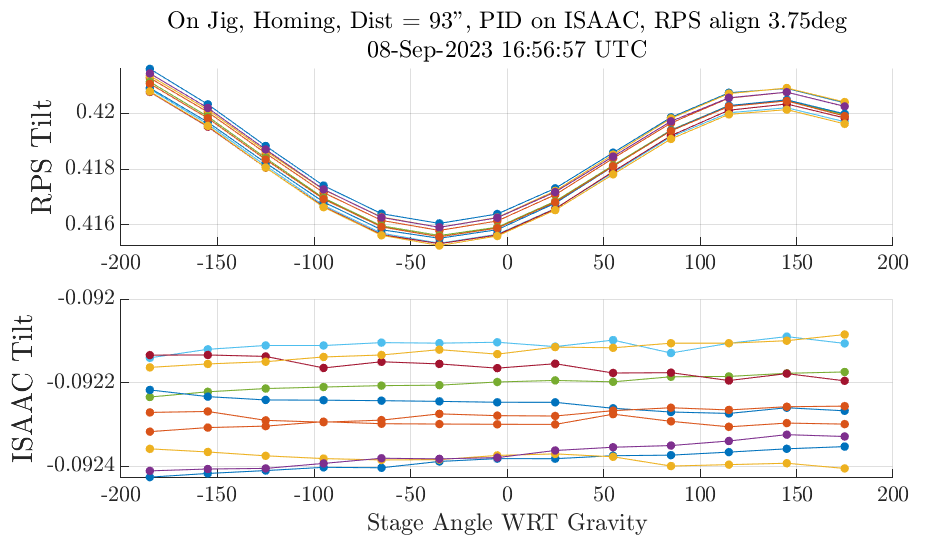 On Jig, Homing, Dist = 93”, PID on ISAAC, RPS align 3.75deg
08-Sep-2023 16:56:57 UTC
RPS Tilt
0.42
0.418
0.416
-200 -150 -100 -50 0 50 100 150 200
ISAAC Tilt
-0.092
-0.0922
-0.0924
-200 -150 -100 -50 0 50 100 150 200
Stage Angle WRT Gravity